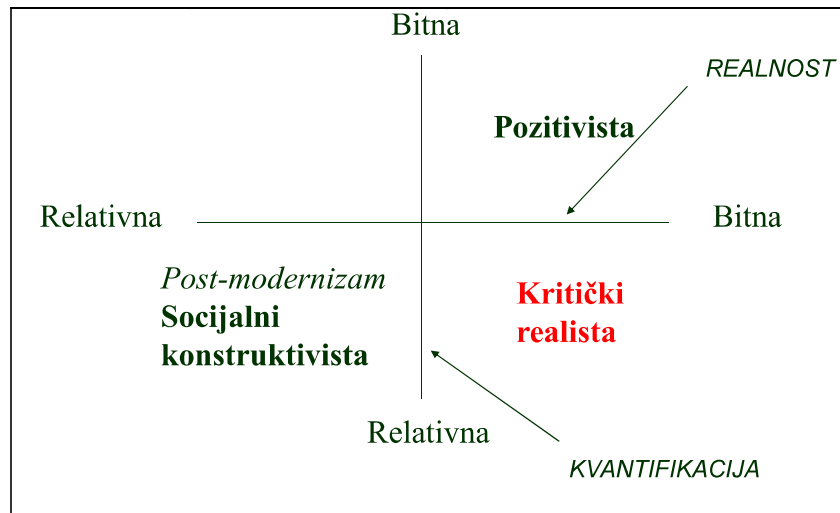 Bitna
REALNOST
Pozitivista
Relativna
Bitna
Post-modernizam
Socijalni
konstruktivista
Kritički
realista
Relativna
KVANTIFIKACIJA